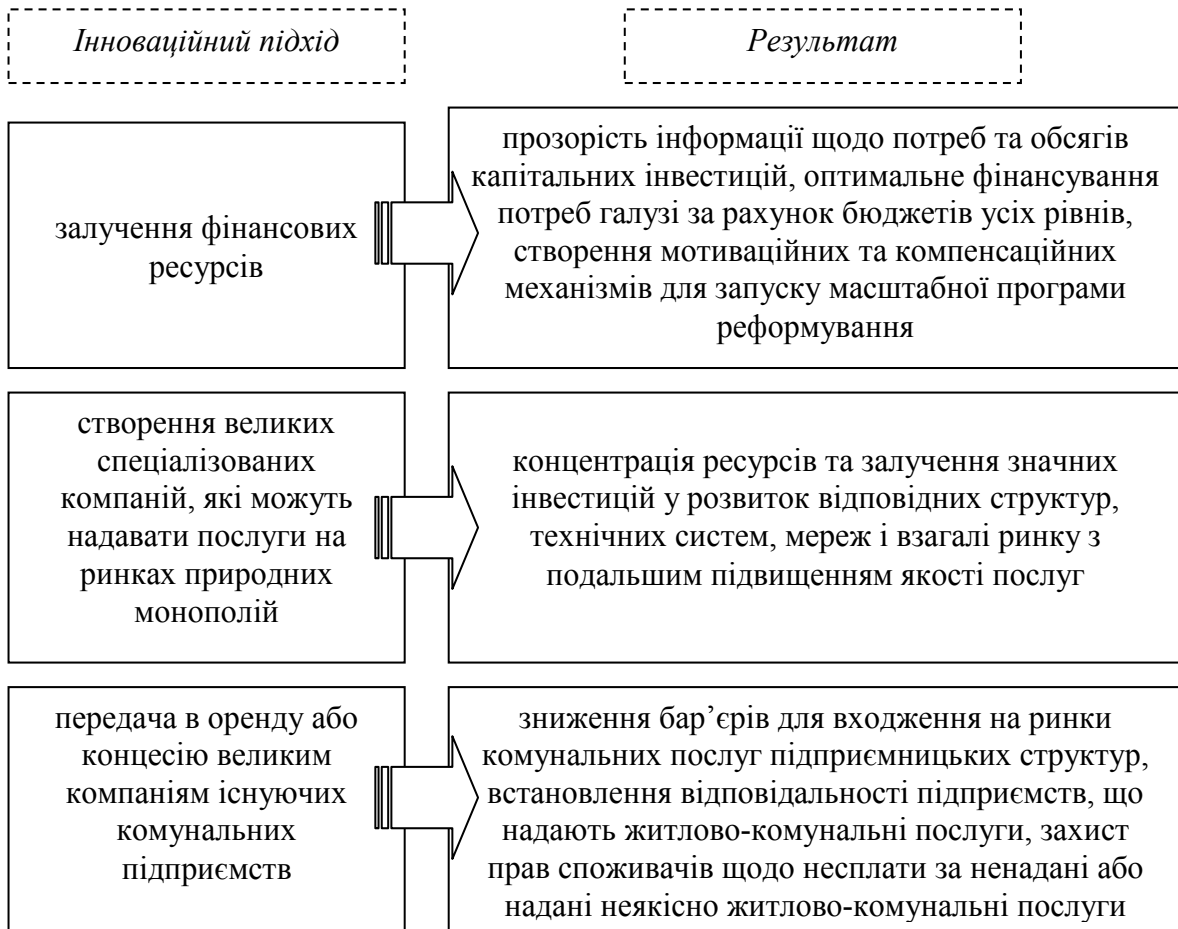 Інноваційний підхід
Результат
залучення фінансових
ресурсів
прозорість інформації щодо потреб та обсягів
капітальних інвестицій, оптимальне фінансування
потреб галузі за рахунок бюджетів усіх рівнів,
створення мотиваційних та компенсаційних
механізмів для запуску масштабної програми
реформування
створення великих
спеціалізованих
компаній, які можуть
надавати послуги на
ринках природних
монополій
концентрація ресурсів та залучення значних
інвестицій у розвиток відповідних структур,
технічних систем, мереж і взагалі ринку з
подальшим підвищенням якості послуг
передача в оренду або
концесію великим
компаніям існуючих
комунальних
підприємств
зниження бар’єрів для входження на ринки
комунальних послуг підприємницьких структур,
встановлення відповідальності підприємств, що
надають житлово-комунальні послуги, захист
прав споживачів щодо несплати за ненадані або
надані неякісно житлово-комунальні послуги